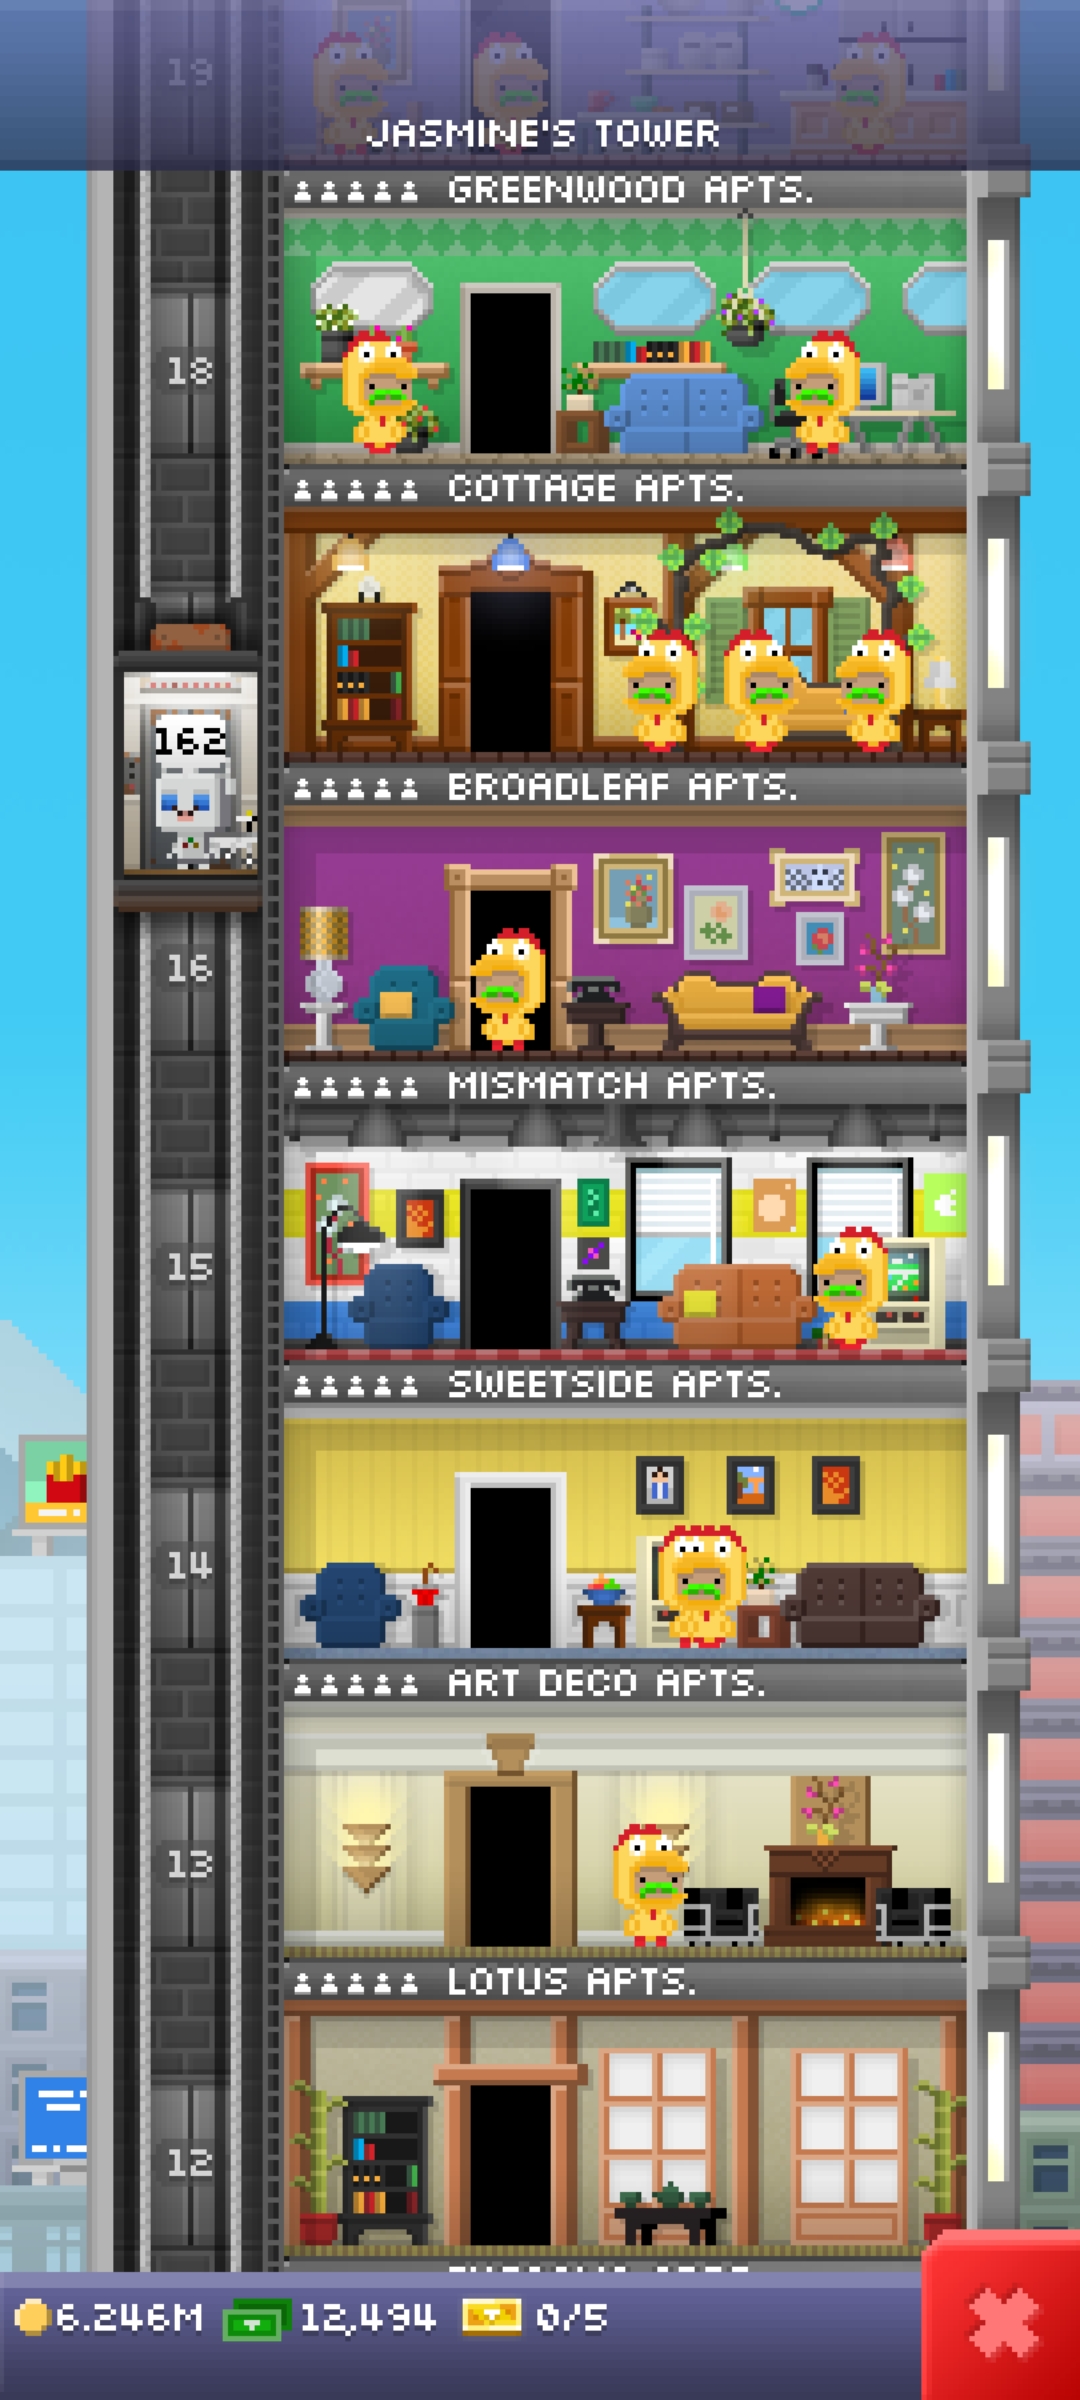 19
JASMINE'S TOWER
GREENWOOD APTS.
18
COTTAGE APTS.
162
BROADLEAF APTS.
16
MISMATCH APTS.
15
SWEETSIDE APTS.
14
ART DECO APTS.
13
LOTUS APTS.
12
6.246M 12,494 0/5